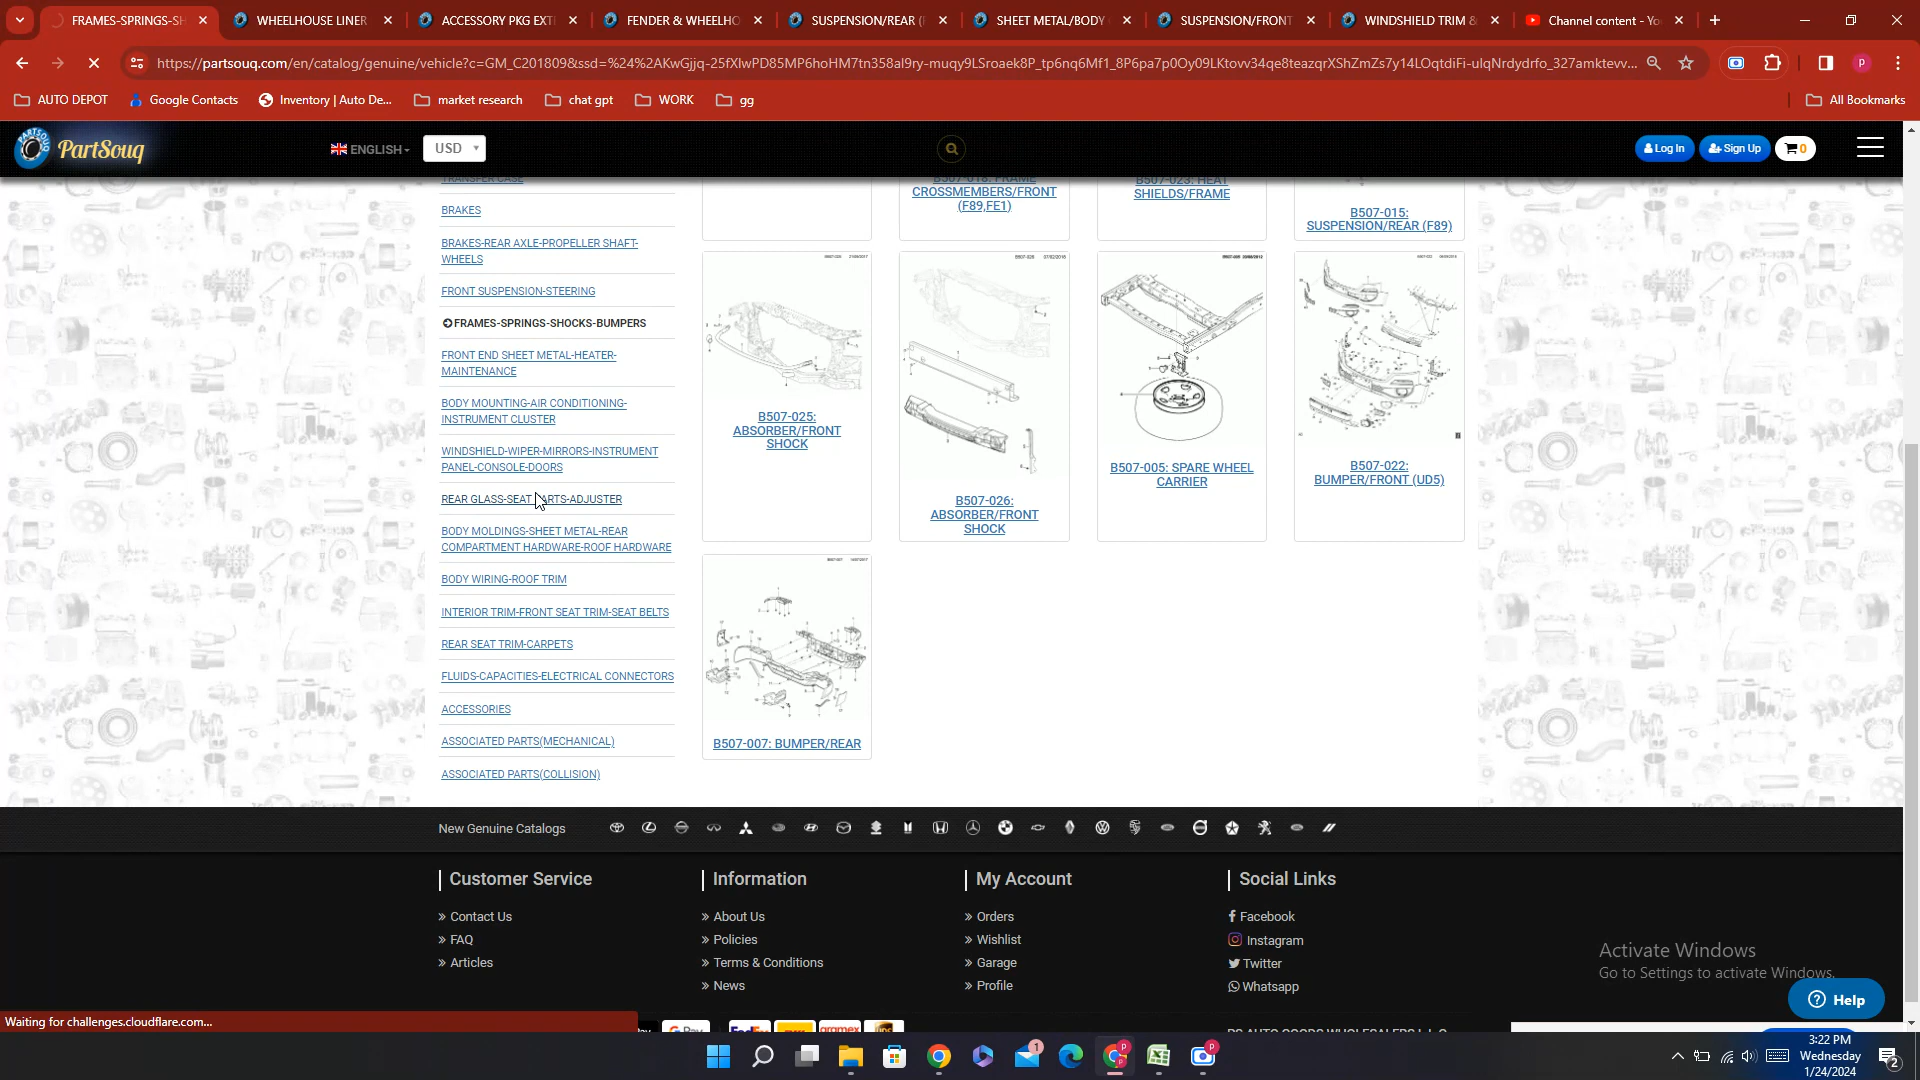 FRAMES-SPRINGS-SH
WHEELHOUSE LINER
ACCESSORY PKG EXT
FENDER & WHEELHO
SUSPENSION/REAR (
SHEET METAL/BODY
SUSPENSION/FRONT
WINDSHIELD TRIM &
Channel content - Yo
https://partsouq.com/en/catalog/genuine/vehicle?c=GM_C201809&ssd=%24%2AKwGjjq-25fXlwPD85MP6hoHM7tn358al9ry-muqy9LSroaek8P_tp6nq6Mf1_8P6pa7p0Oy09LKtovv34qe8teazqrXShZmZs7y14LOqtdiFi-ulqNrdydrfo_327amktevv...
AUTO DEPOT
Google Contacts
Inventory | Auto De...
market research
chat gpt
WORK
gg
All Bookmarks
PartSouq
ENGLISH
USD
Log In
Sign Up
0
TRANSFER CASE
BRAKES
BRAKES-REAR AXLE-PROPELLER SHAFT-
WHEELS
FRONT SUSPENSION-STEERING
FRAMES-SPRINGS-SHOCKS-BUMPERS
FRONT END SHEET METAL-HEATER-
MAINTENANCE
BODY MOUNTING-AIR CONDITIONING-
INSTRUMENT CLUSTER
WINDSHIELD-WIPER-MIRRORS-INSTRUMENT
PANEL-CONSOLE-DOORS
REAR GLASS-SEAT PARTS-ADJUSTER
BODY MOLDINGS-SHEET METAL-REAR
COMPARTMENT HARDWARE-ROOF HARDWARE
BODY WIRING-ROOF TRIM
INTERIOR TRIM-FRONT SEAT TRIM-SEAT BELTS
REAR SEAT TRIM-CARPETS
FLUIDS-CAPACITIES-ELECTRICAL CONNECTORS
ACCESSORIES
ASSOCIATED PARTS(MECHANICAL)
ASSOCIATED PARTS(COLLISION)
B507-018: FRAME
CROSSMEMBERS/FRONT
(F89,FE1)
B507-023: HEAT
SHIELDS/FRAME
B507-015:
SUSPENSION/REAR (F89)
B507-025:
ABSORBER/FRONT
SHOCK
B507-026:
ABSORBER/FRONT
SHOCK
B507-005: SPARE WHEEL
CARRIER
B507-022:
BUMPER/FRONT (UD5)
B507-007: BUMPER/REAR
New Genuine Catalogs
Customer Service
Contact Us
FAQ
Articles
Information
About Us
Policies
Terms & Conditions
News
My Account
Orders
Wishlist
Garage
Profile
Social Links
Facebook
Instagram
Twitter
Whatsapp
Activate Windows
Go to Settings to activate Windows.
Help
Waiting for challenges.cloudflare.com...
3:22 PM
Wednesday
1/24/2024